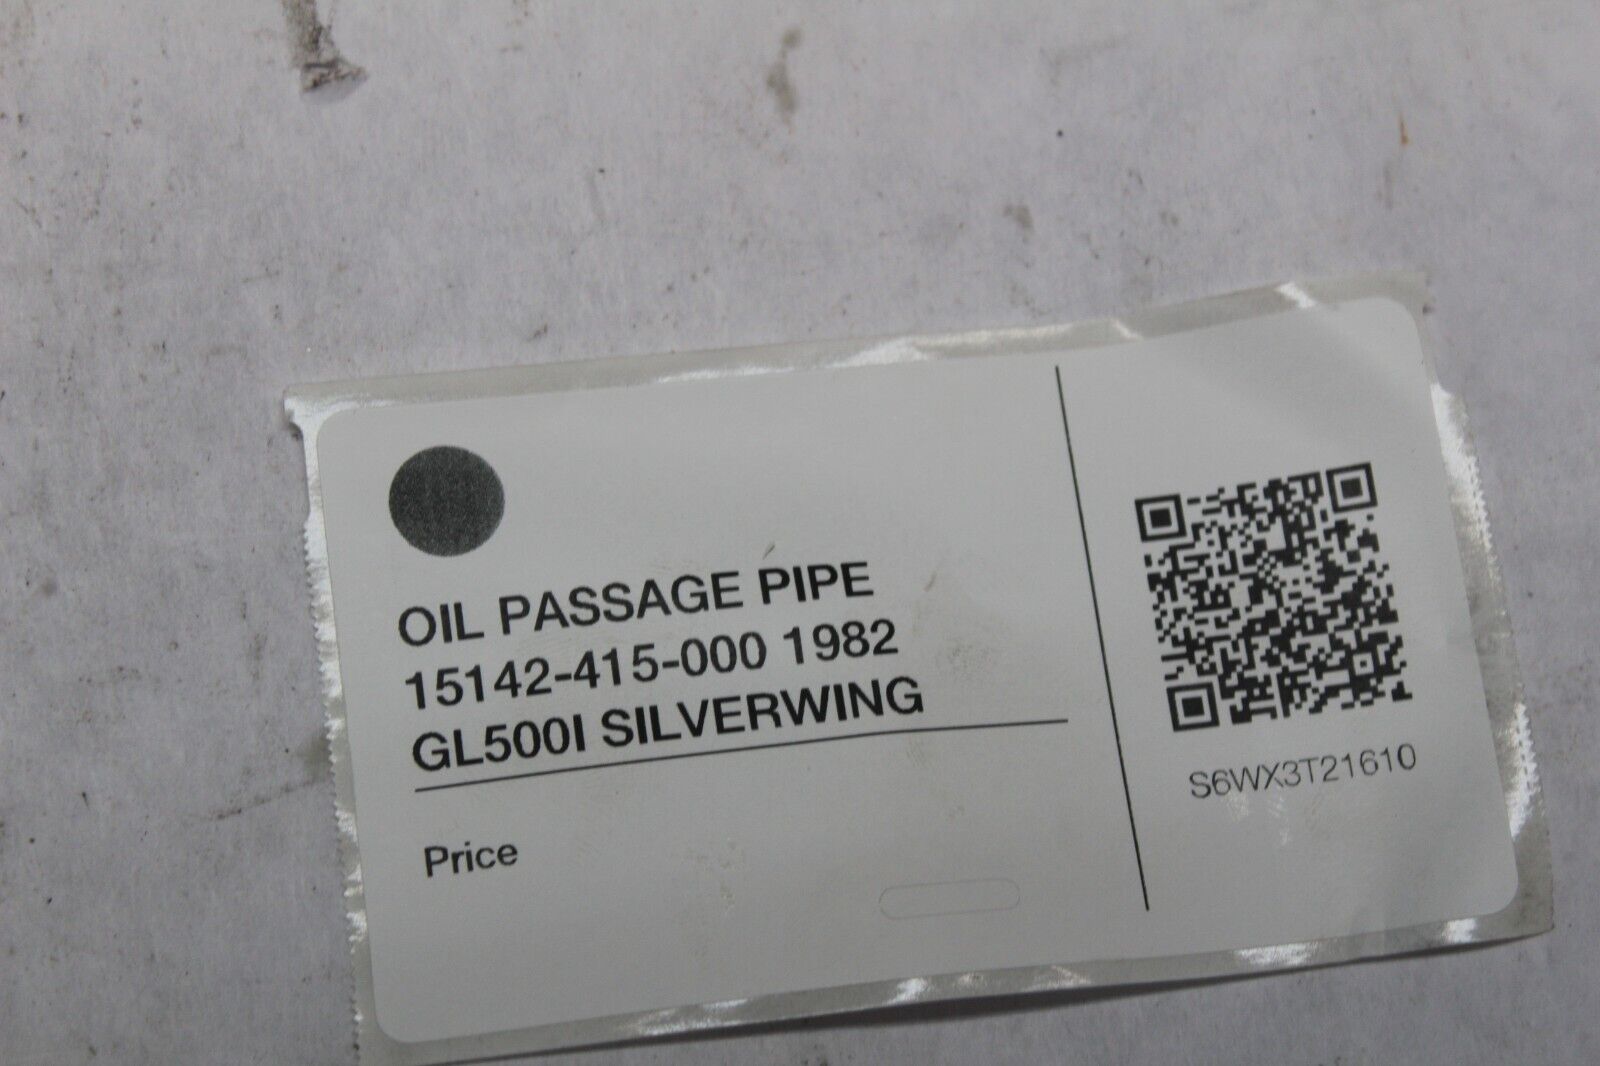 OIL PASSAGE PIPE
15142-415-000 1982
GL500I SILVERWING
Price
S6WX3T21610